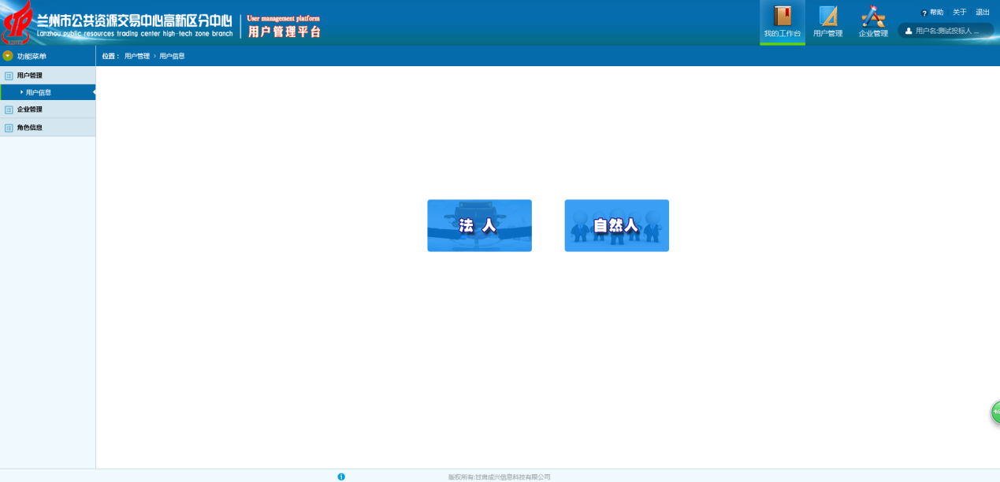 兰州市公共资源交易中心高新区分中心
Lanzhou public resources trading center high-tech zone branch
User management platform
用户管理平台
我的工作台
用户管理
企业管理
帮助 关于 退出
用户名:测试投标人 ...
功能菜单
位置： 用户管理 › 用户信息
用户管理
用户信息
企业管理
角色信息
法 人
自然人
46
版权所有:甘肃成兴信息科技有限公司